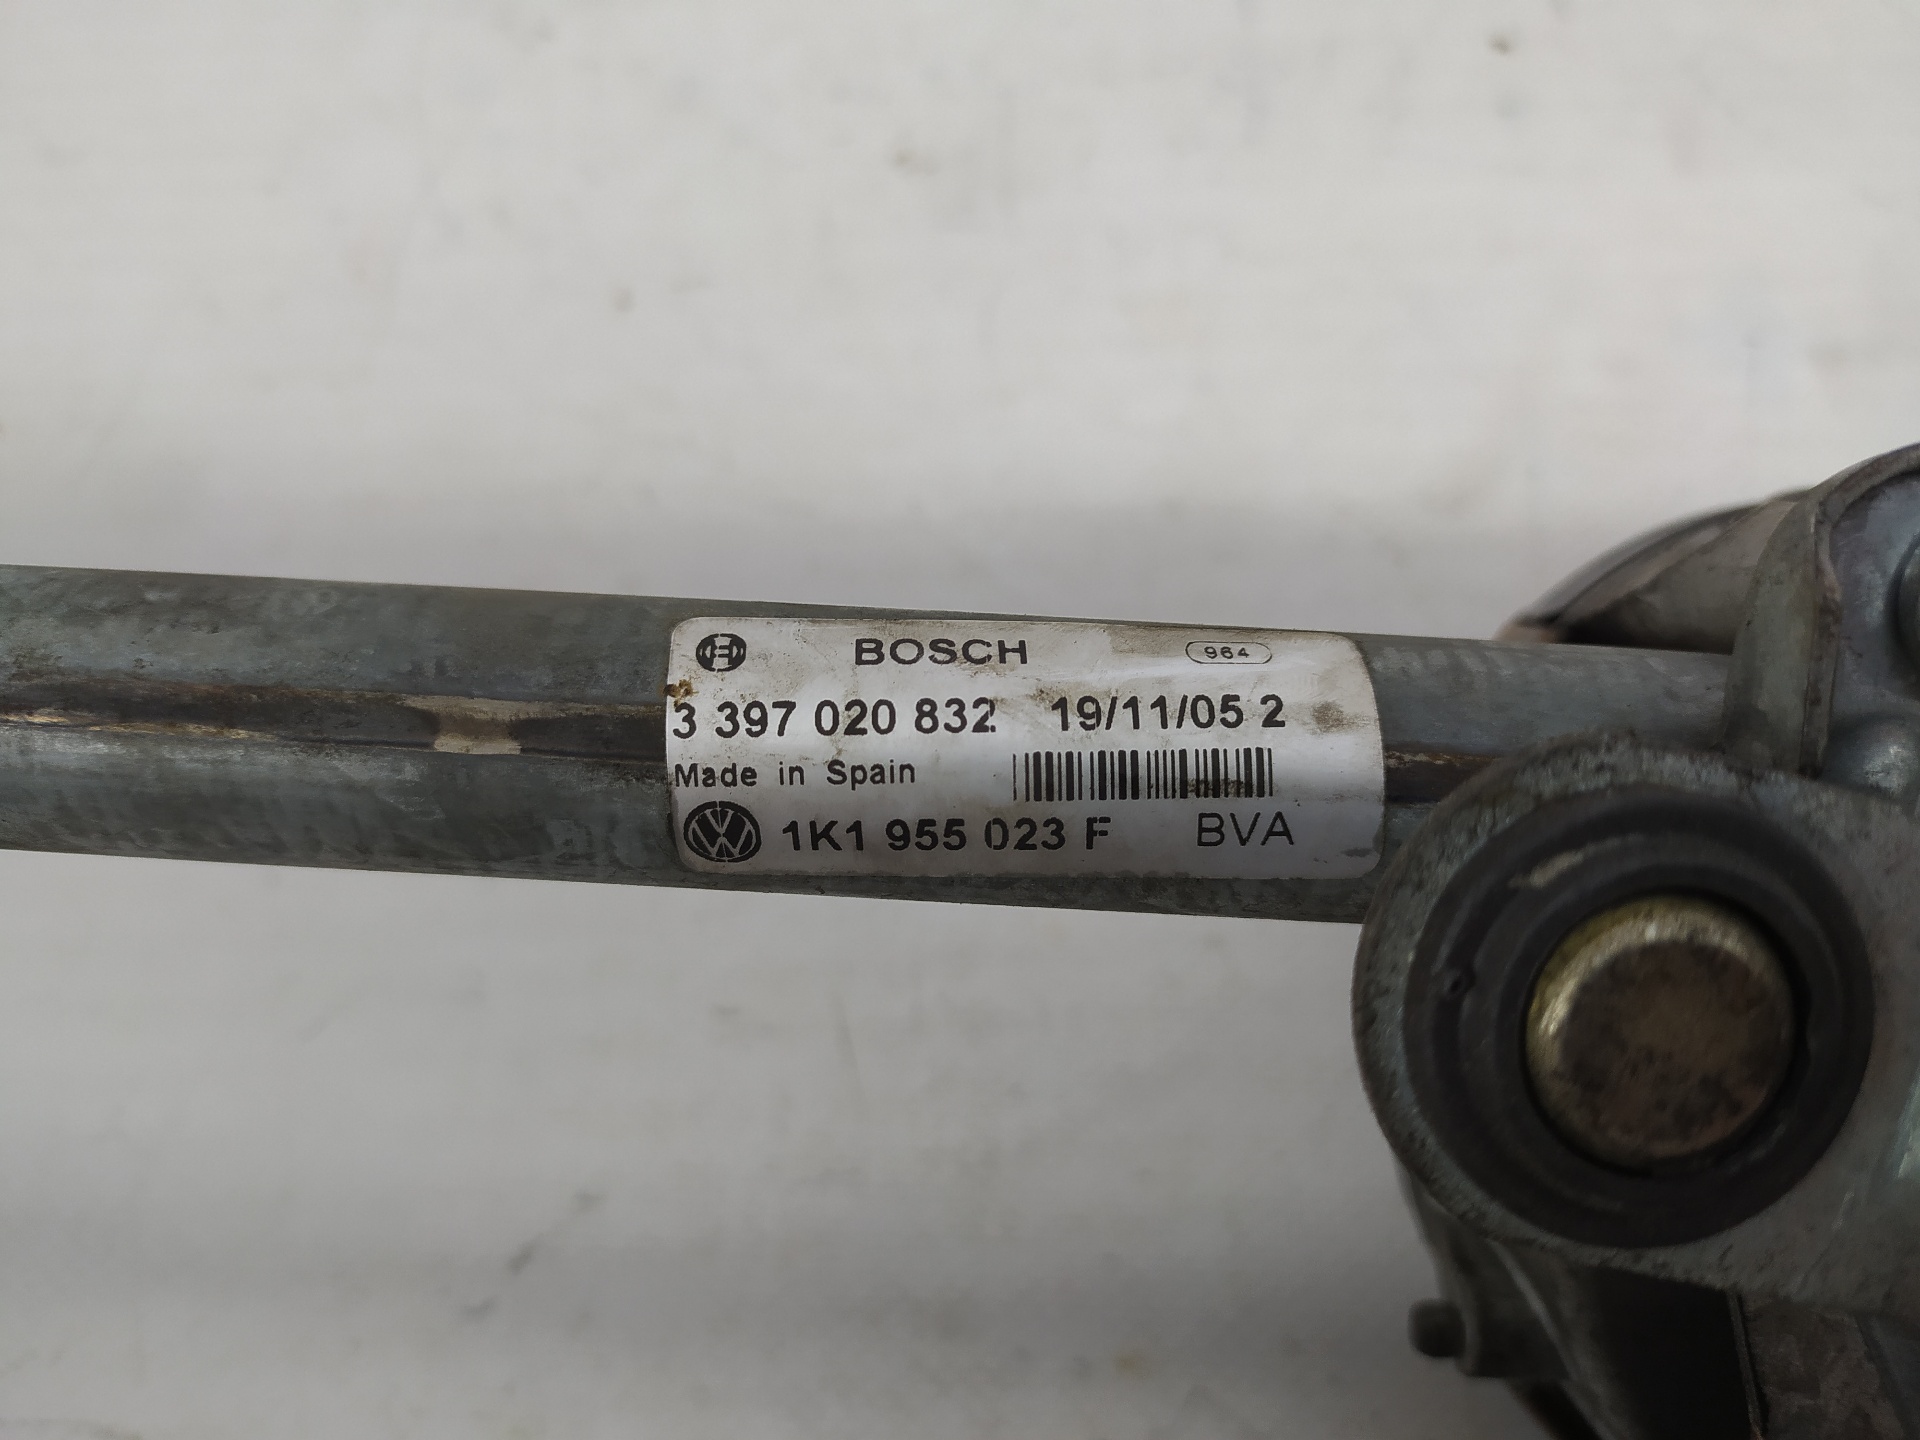 BOSCH 964
3 397 020 832 19/11/05 2
Made in Spain
1K1 955 023 F BVA